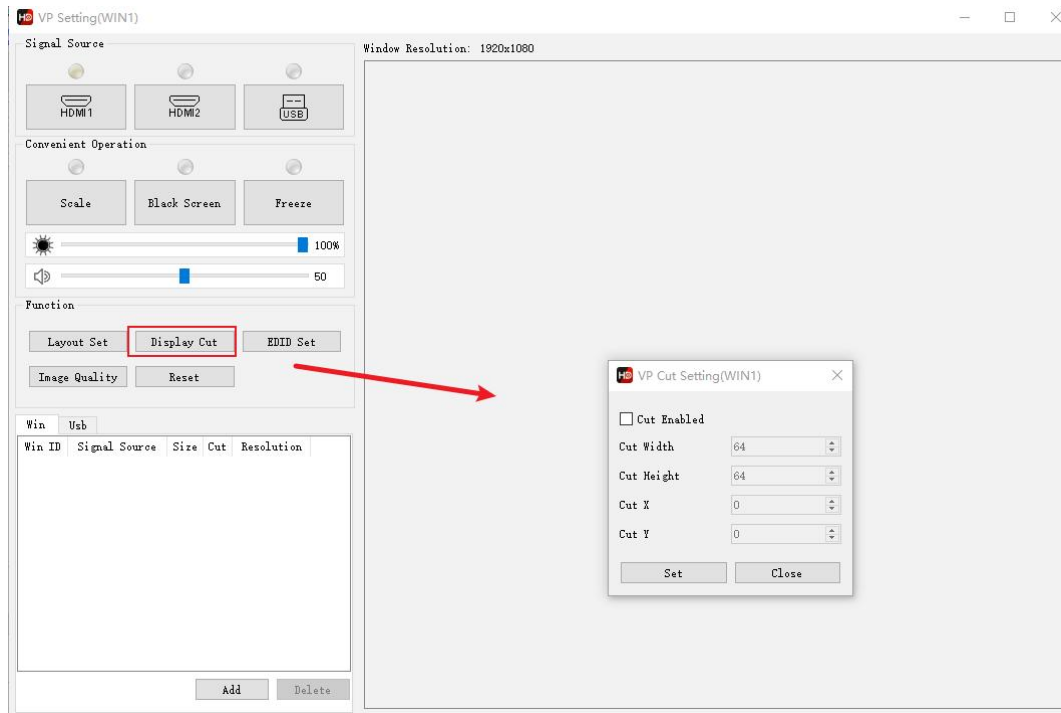 HD VP Setting(WIN1)
Signal Source
Window Resolution: 1920x1080
HDMI1 HDMI2 USB
Convenient Operation
Scale Black Screen Freeze
100%
50
Function
Layout Set Display Cut EDID Set
Image Quality Reset
Win Usb
Win ID Signal Source Size Cut Resolution
Add Delete
HD VP Cut Setting(WIN1)
Cut Enabled
Cut Width 64
Cut Height 64
Cut X 0
Cut Y 0
Set Close